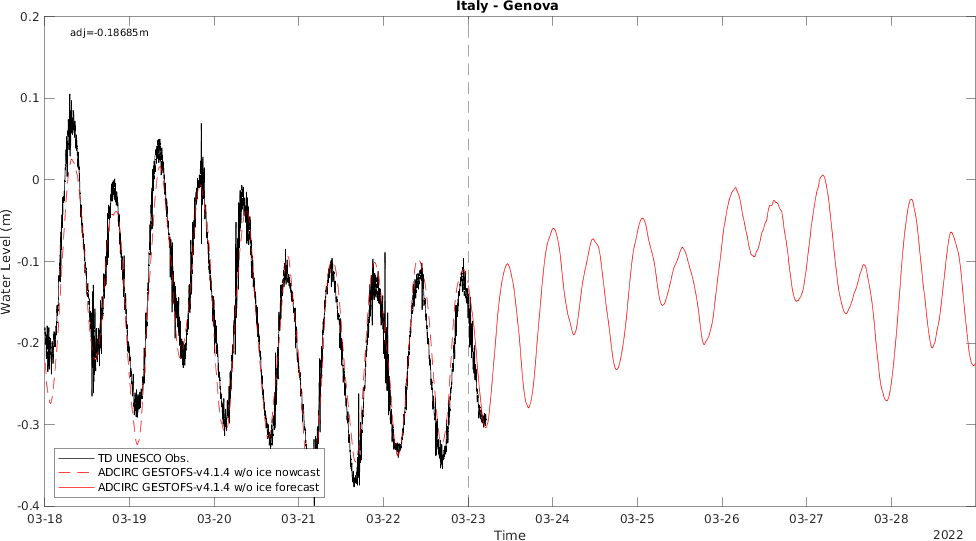 Italy - Genova
adj=-0.18685m
0.2
0.1
0
-0.1
-0.2
-0.3
-0.4
Water Level (m)
TD UNESCO Obs.
ADCIRC GESTOFS-v4.1.4 w/o ice nowcast
ADCIRC GESTOFS-v4.1.4 w/o ice forecast
03-18 03-19 03-20 03-21 03-22 03-23 03-24 03-25 03-26 03-27 03-28
Time
2022